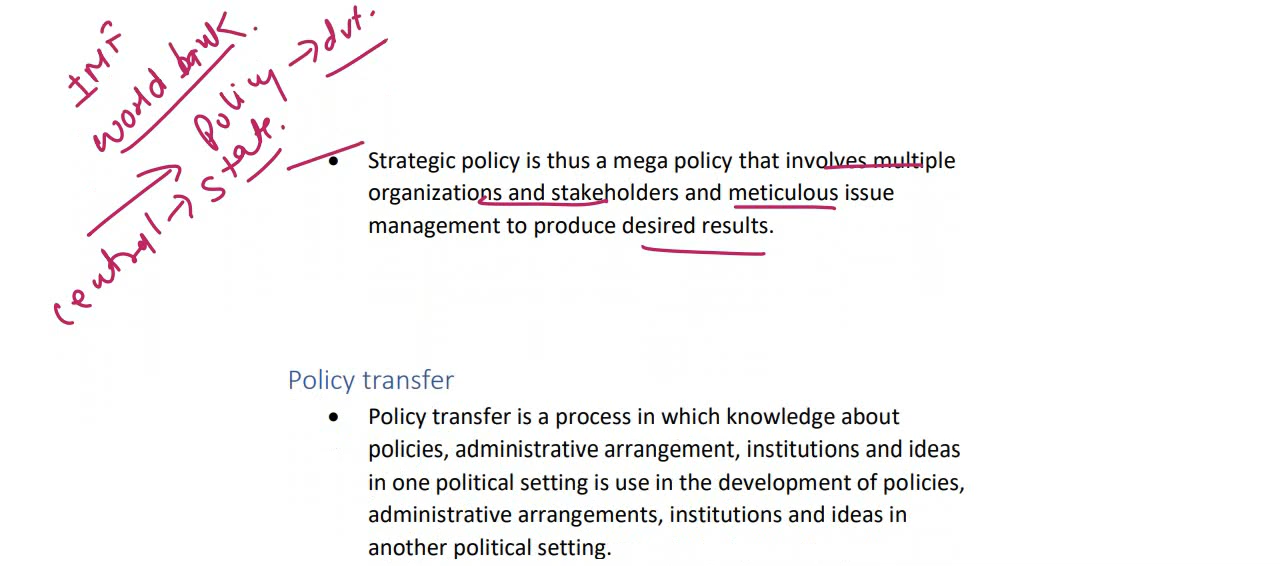 IMF
World bank.
Policy → dvt.
Central → State.
• Strategic policy is thus a mega policy that involves multiple
organizations and stakeholders and meticulous issue
management to produce desired results.
Policy transfer
• Policy transfer is a process in which knowledge about
policies, administrative arrangement, institutions and ideas
in one political setting is use in the development of policies,
administrative arrangements, institutions and ideas in
another political setting.